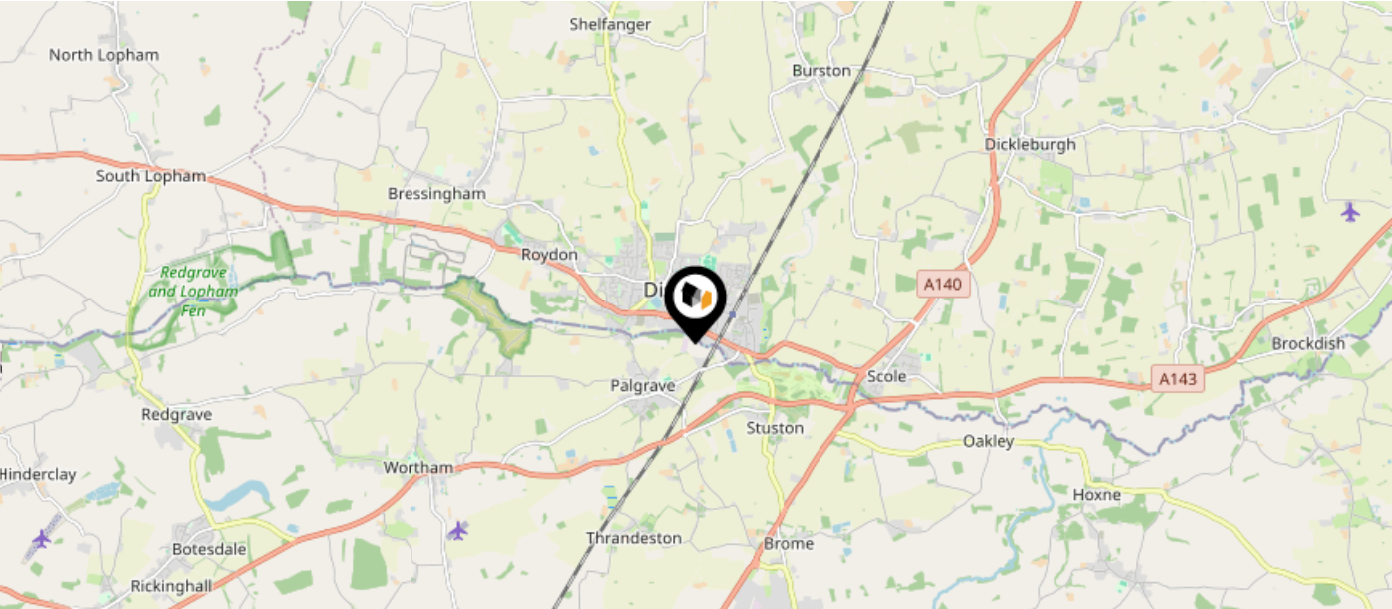 Shelfanger
North Lopham
Burston
Dickleburgh
South Lopham
Bressingham
Roydon
Redgrave
and Lopham
Fen
A140
Brockdish
Scole
A143
Palgrave
Redgrave
Stuston
Oakley
Wortham
Hinderclay
Hoxne
Thrandeston
Brome
Botesdale
Rickinghall